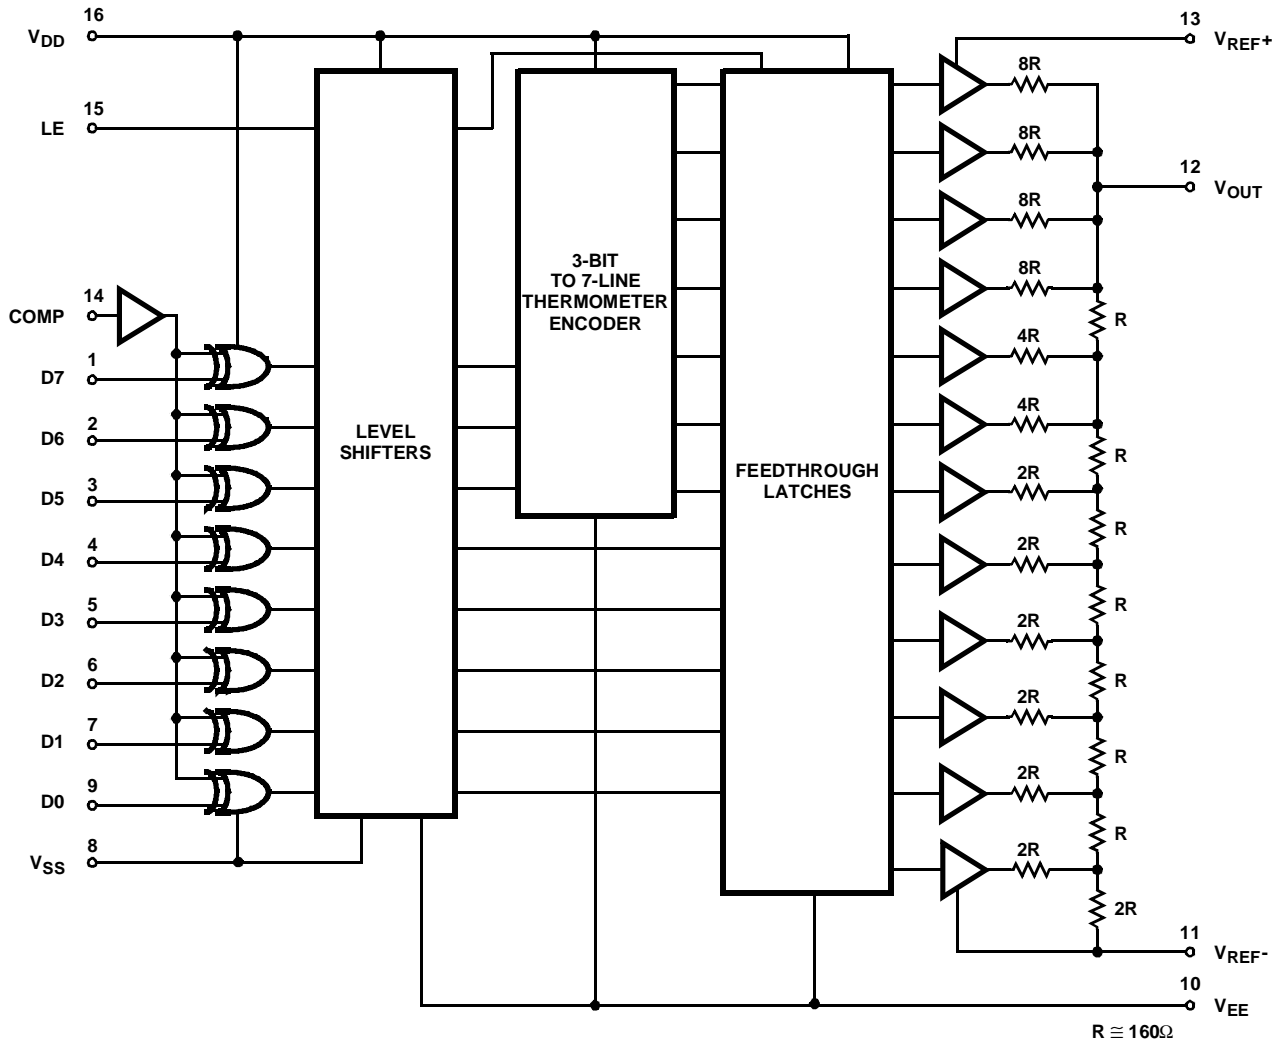 16
VDD
15
LE
14
COMP
1
D7
2
D6
3
D5
4
D4
5
D3
6
D2
7
D1
9
D0
8
VSS
LEVEL
SHIFTERS
3-BIT
TO 7-LINE
THERMOMETER
ENCODER
FEEDTHROUGH
LATCHES
8R
8R
8R
8R
4R
4R
2R
2R
2R
2R
2R
2R
R
R
R
R
R
R
R
2R
13
VREF+
12
VOUT
11
VREF-
10
VEE
R ≅ 160Ω